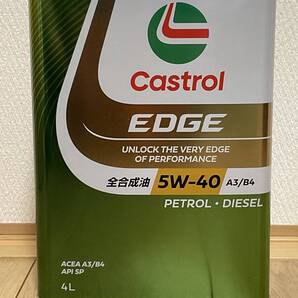 Castrol
EDGE
UNLOCK THE VERY EDGE
OF PERFORMANCE
全合成油 5W-40 A3/B4
PETROL • DIESEL
ACEA A3/B4
API SP
4L